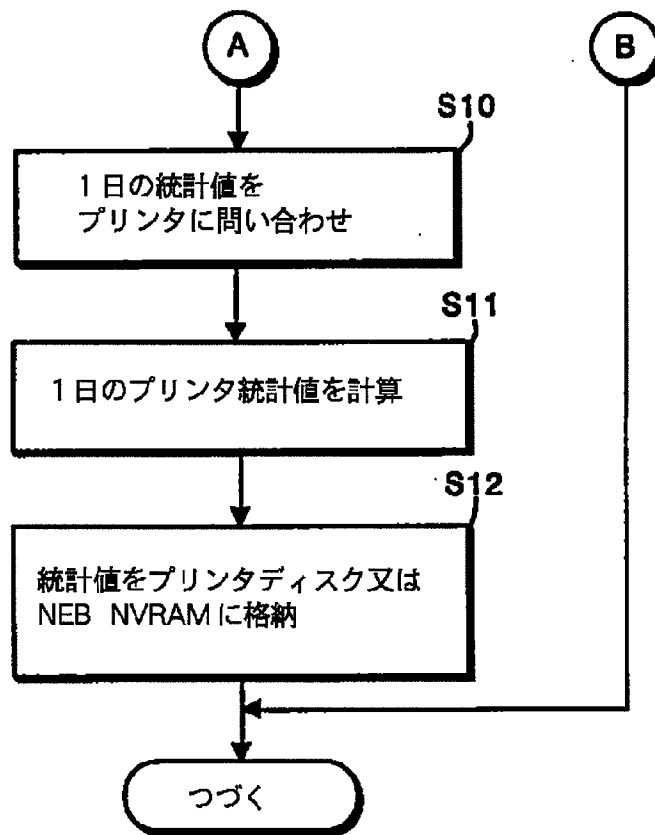 A
B
S10
1日の統計値を
プリンタに問い合わせ
S11
1日のプリンタ統計値を計算
S12
統計値をプリンタディスク又は
NEB NVRAMに格納
つづく